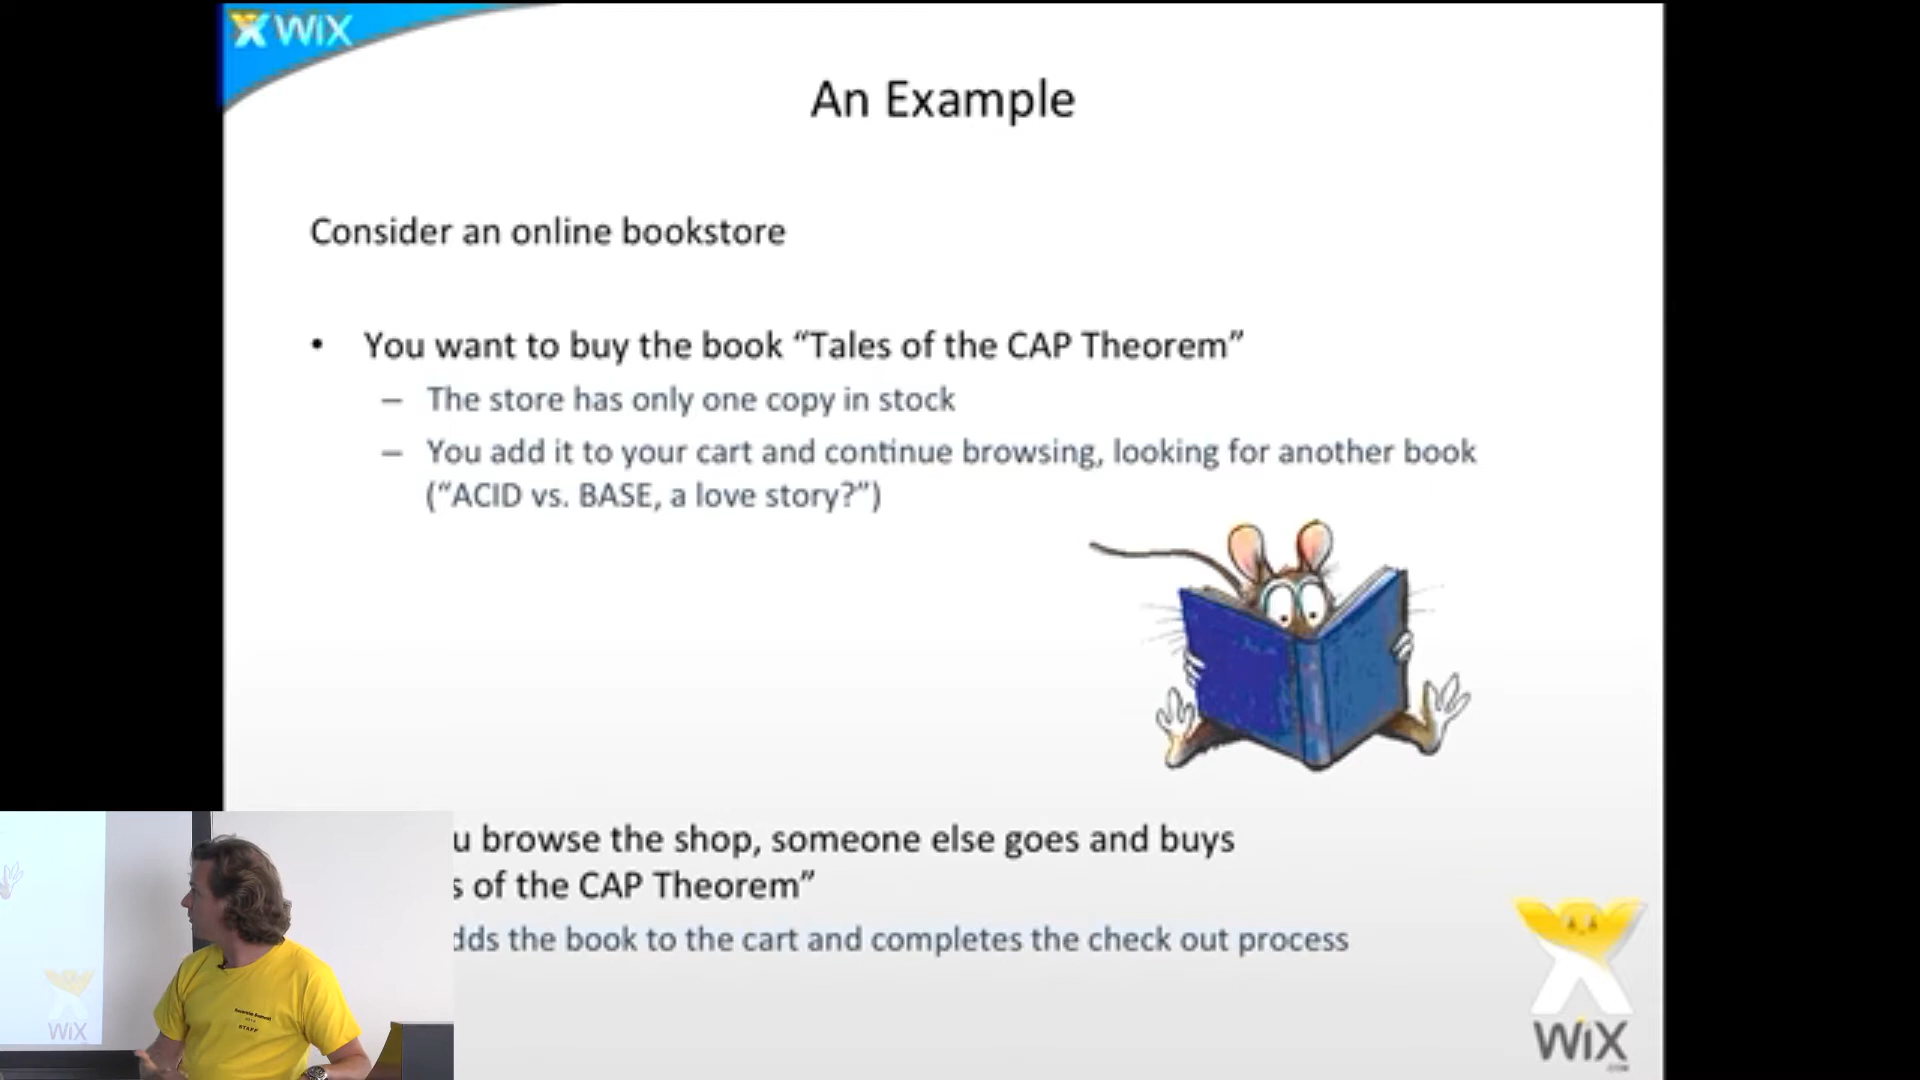 WiX
An Example
Consider an online bookstore
• You want to buy the book “Tales of the CAP Theorem”
– The store has only one copy in stock
– You add it to your cart and continue browsing, looking for another book
(“ACID vs. BASE, a love story?”)
u browse the shop, someone else goes and buys
s of the CAP Theorem”
dds the book to the cart and completes the check out process
STAFF
WiX
WiX
.COM